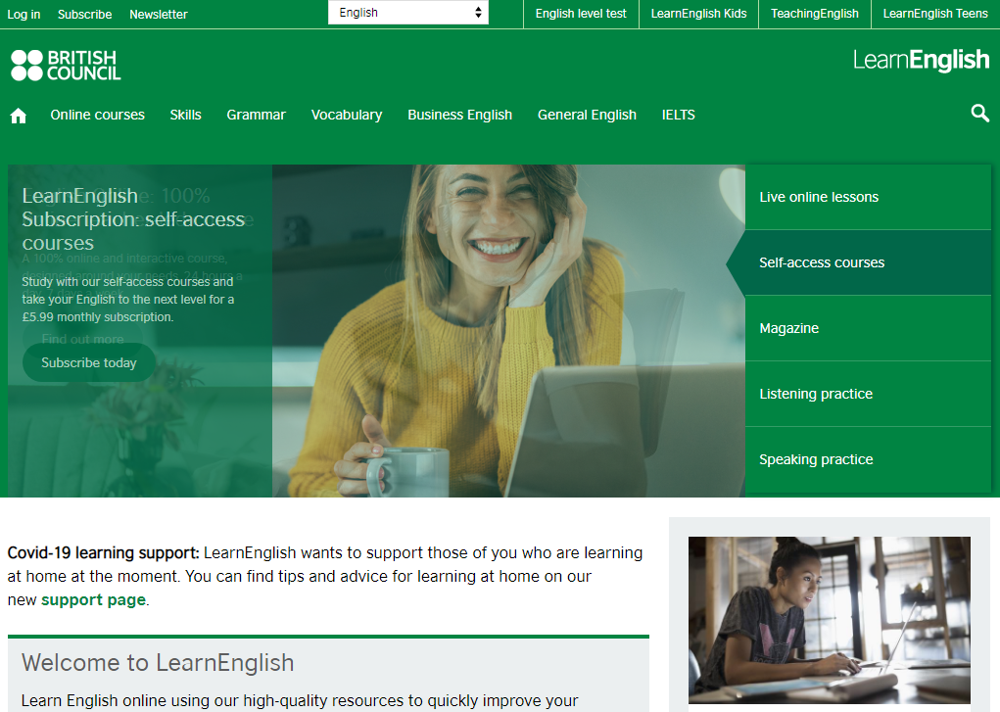 Log in Subscribe Newsletter English English level test LearnEnglish Kids TeachingEnglish LearnEnglish Teens
BRITISH
COUNCIL
LearnEnglish
Online courses Skills Grammar Vocabulary Business English General English IELTS
LearnEnglish
Subscription: self-access
courses
Study with our self-access courses and
take your English to the next level for a
£5.99 monthly subscription.
Find out more
Subscribe today
Live online lessons
Self-access courses
Magazine
Listening practice
Speaking practice
Covid-19 learning support: LearnEnglish wants to support those of you who are learning
at home at the moment. You can find tips and advice for learning at home on our
new support page.
Welcome to LearnEnglish
Learn English online using our high-quality resources to quickly improve your